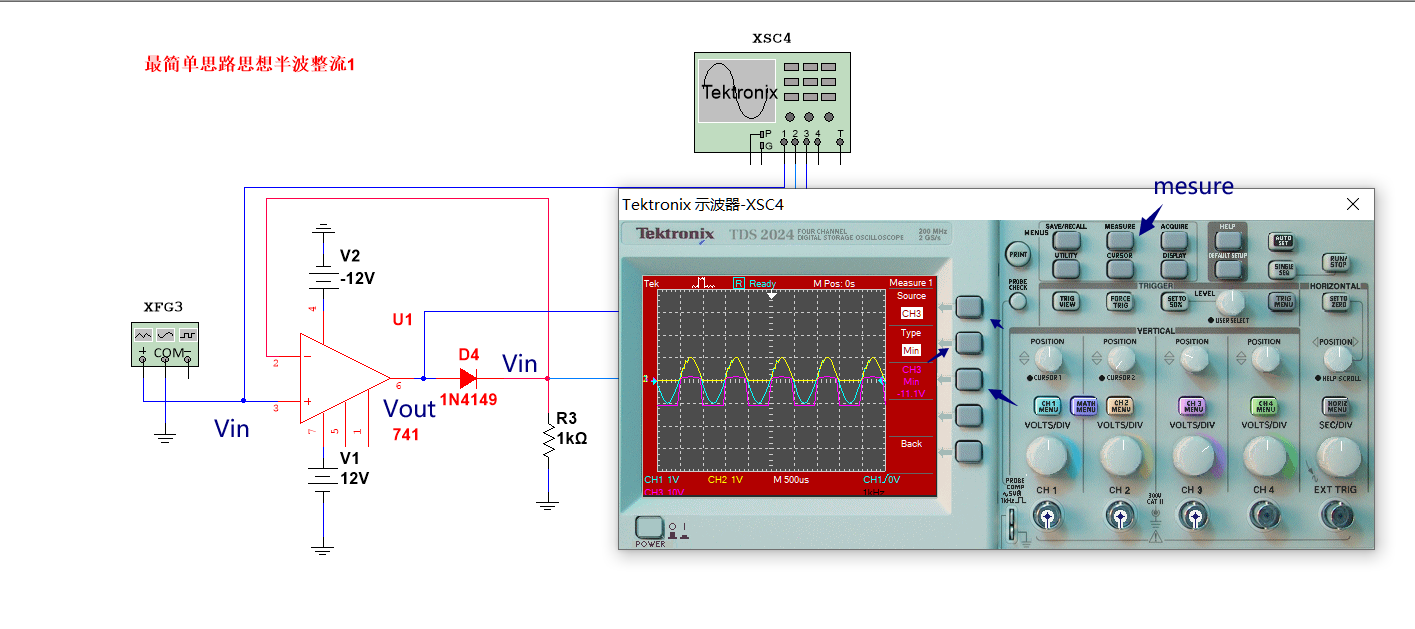 XSC4
最简单思路思想半波整流1
Tektronix
P
G
1 2 3 4 T
mesure
Tektronix 示波器-XSC4
Tektronix TDS 2024 FOUR CHANNEL
DIGITAL STORAGE OSCILLOSCOPE
200 MHz
2 GS/s
MENUS
SAVE/RECALL MEASURE ACQUIRE
UTILITY CURSOR DISPLAY
HELP
DEFAULT SETUP
AUTO
SET
SINGLE
SEQ
RUN/
STOP
PRINT
PROBE
CHECK
TRIGGER
TRIG
VIEW
FORCE
TRIG
SET TO
50%
LEVEL
USER SELECT
TRIG
MENU
HORIZONTAL
SET TO
ZERO
VERTICAL
POSITION POSITION POSITION POSITION POSITION
CURSOR 1 CURSOR 2 HELP SCROLL
CH 1
MENU
MATH
MENU
CH 2
MENU
CH 3
MENU
CH 4
MENU
HORIZ
MENU
VOLTS/DIV VOLTS/DIV VOLTS/DIV VOLTS/DIV SEC/DIV
PROBE
COMP
~5V@
1kHz
CH 1 CH 2 CH 3 CH 4 EXT TRIG
300V
CAT II
Tek R Ready M Pos: 0s Measure 1
Source
CH3
Type
Min
CH3
Min
-11.1V
Back
2
CH1 1V CH2 1V M 500us CH1/0V
CH3 10V 1kHz
POWER
V2
-12V
XFG3
+ COM -
4
U1
2
3
6
7 5 1
741
D4
1N4149
Vin
Vout
Vin
R3
1kΩ
V1
12V